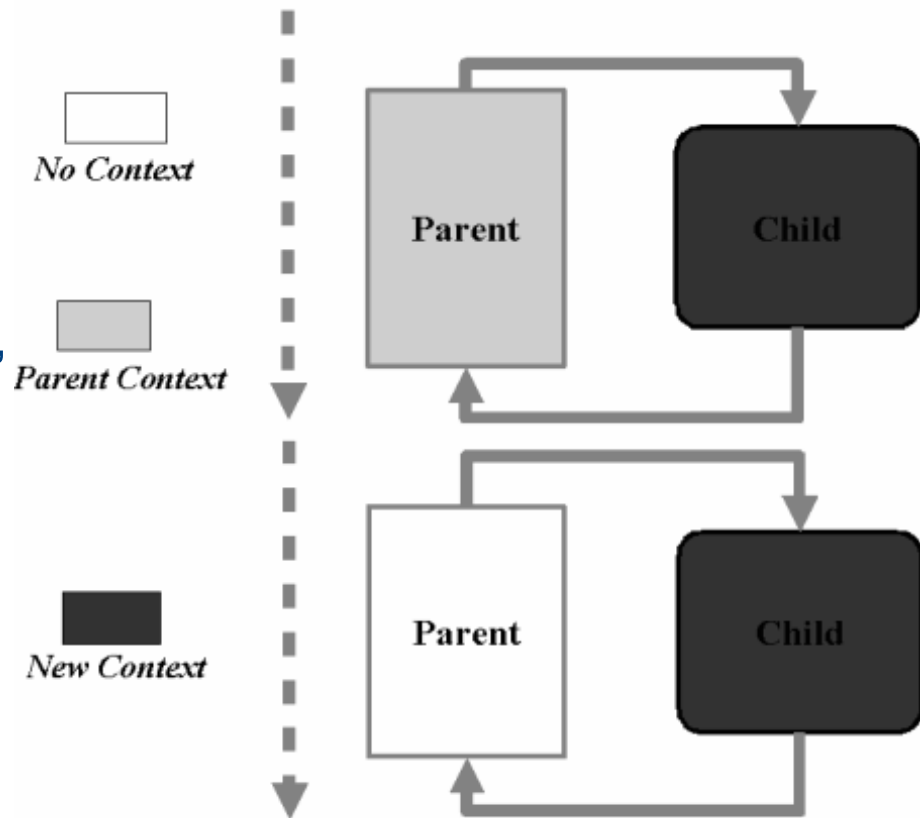 No Context
Parent Context
New Context
Parent
Child
Parent
Child